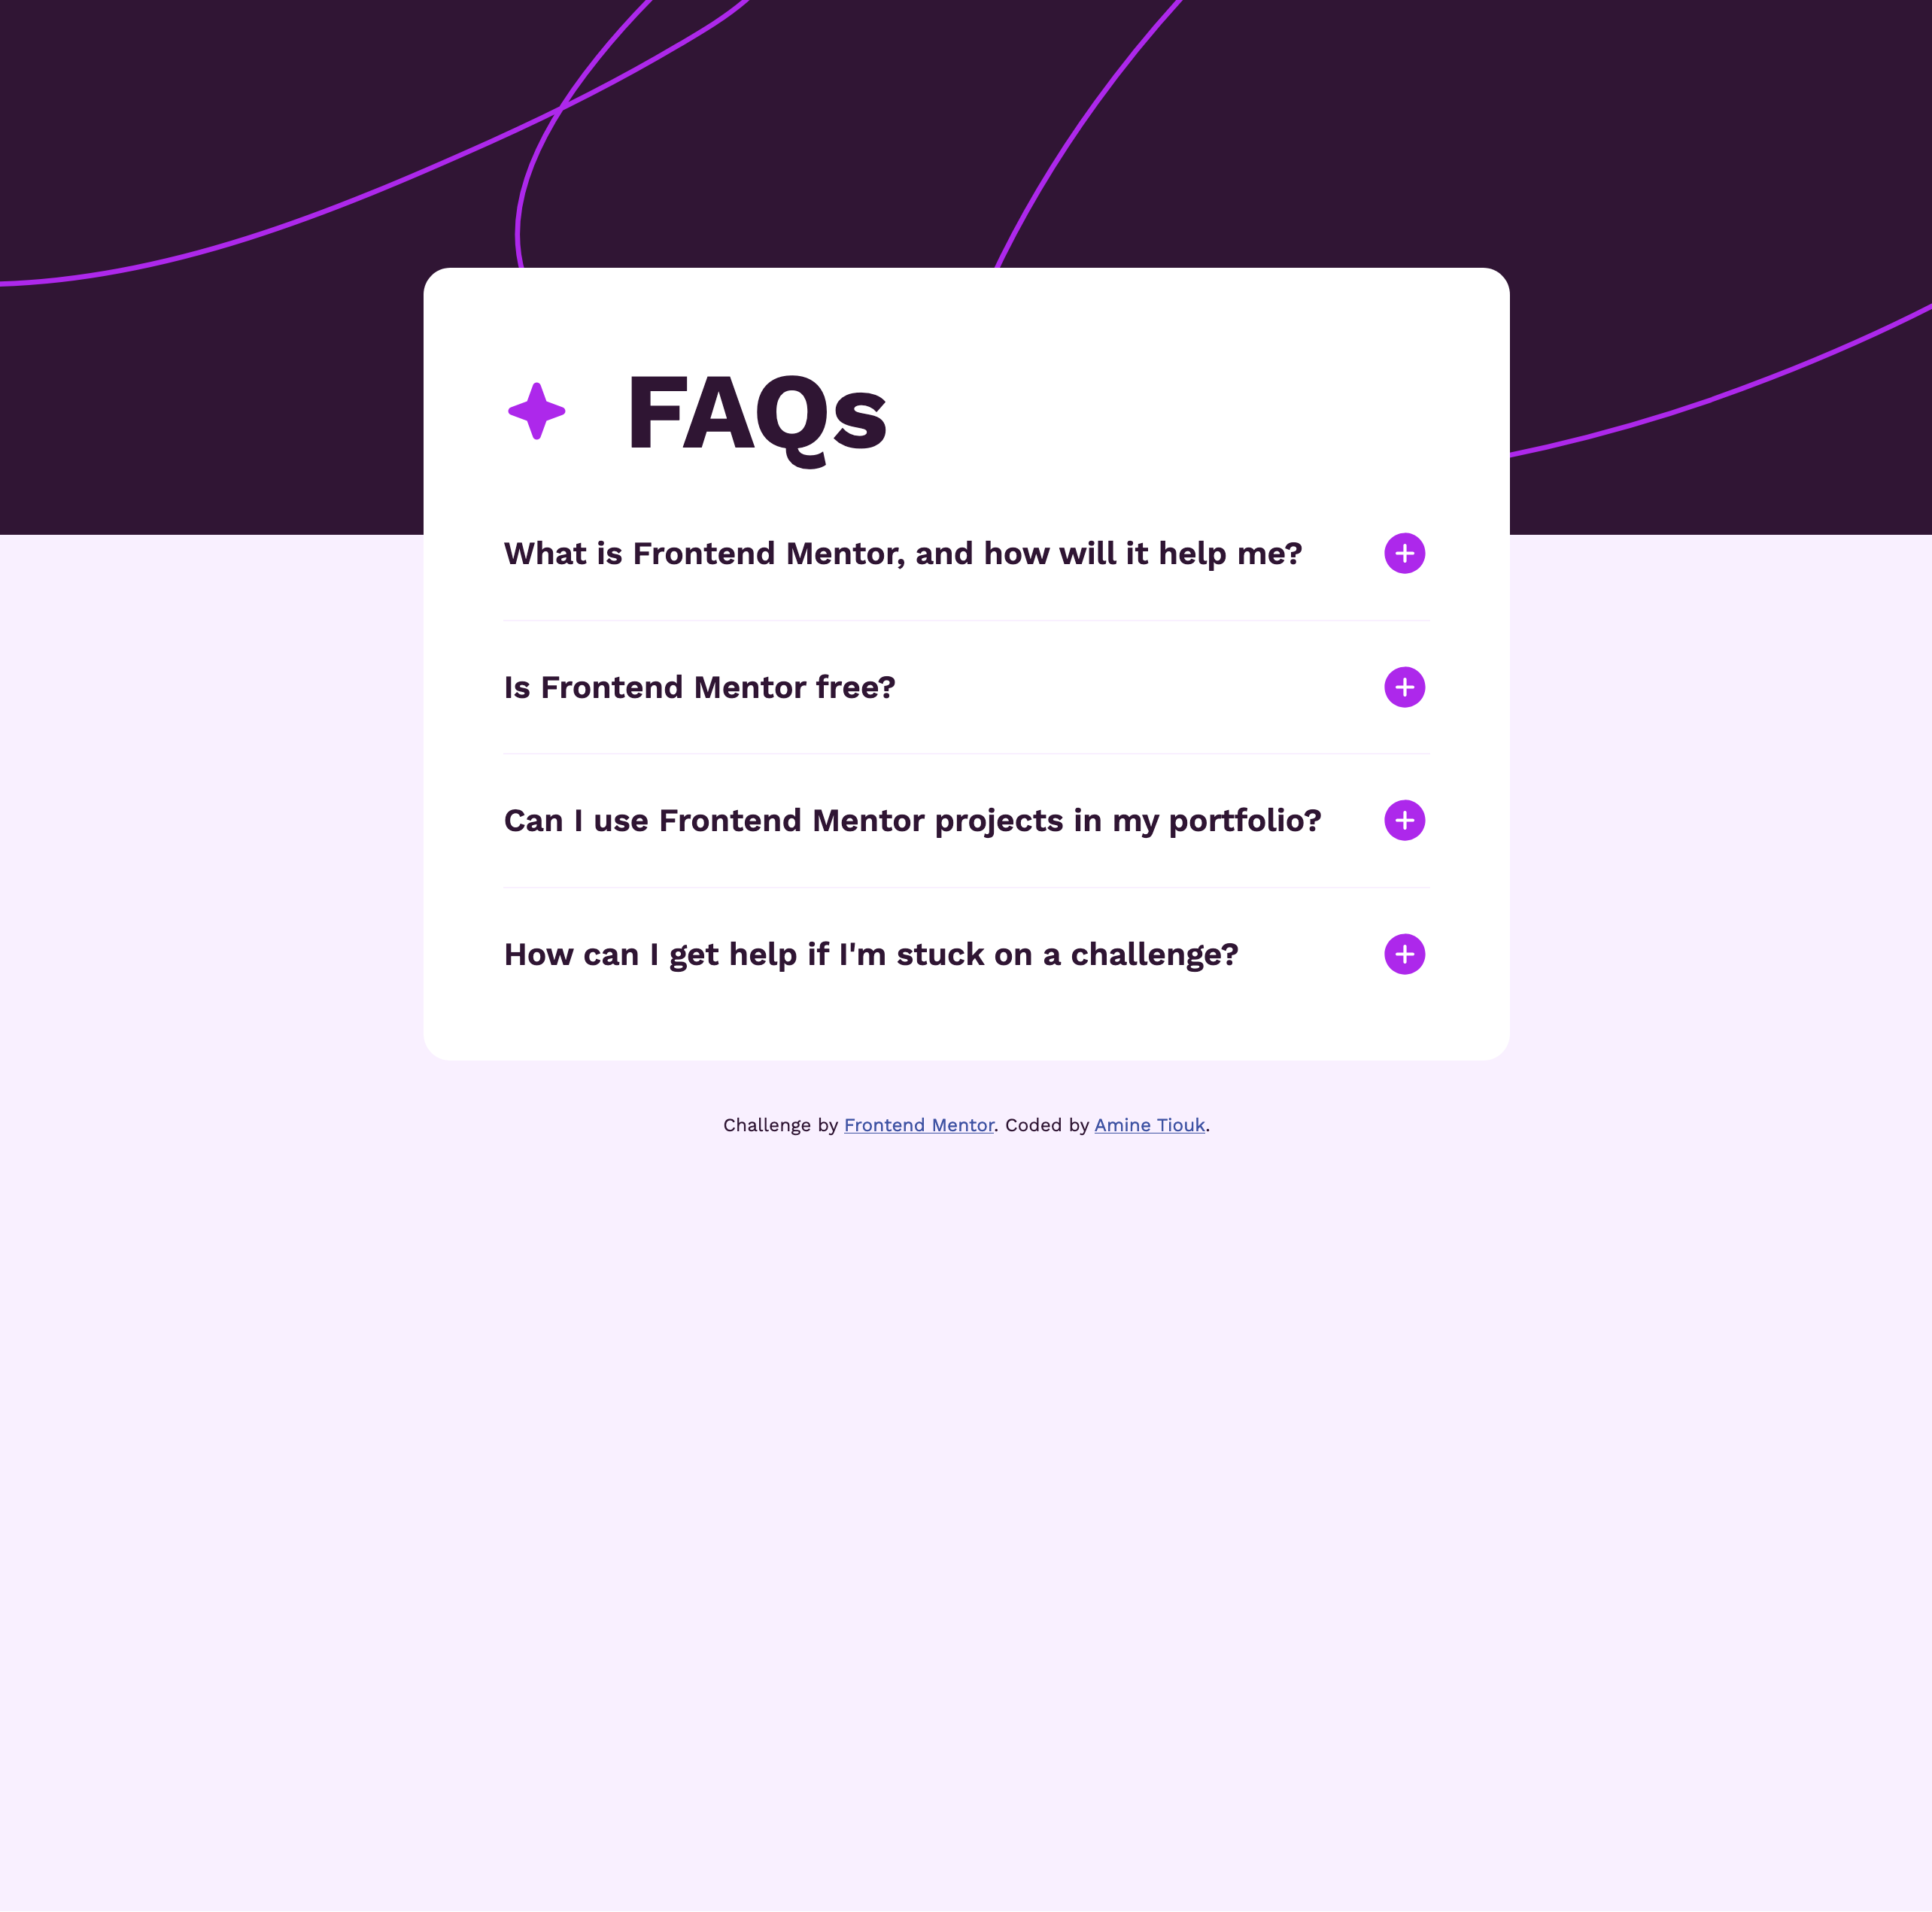 FAQs
What is Frontend Mentor, and how will it help me?
Is Frontend Mentor free?
Can I use Frontend Mentor projects in my portfolio?
How can I get help if I'm stuck on a challenge?
Challenge by Frontend Mentor. Coded by Amine Tiouk.